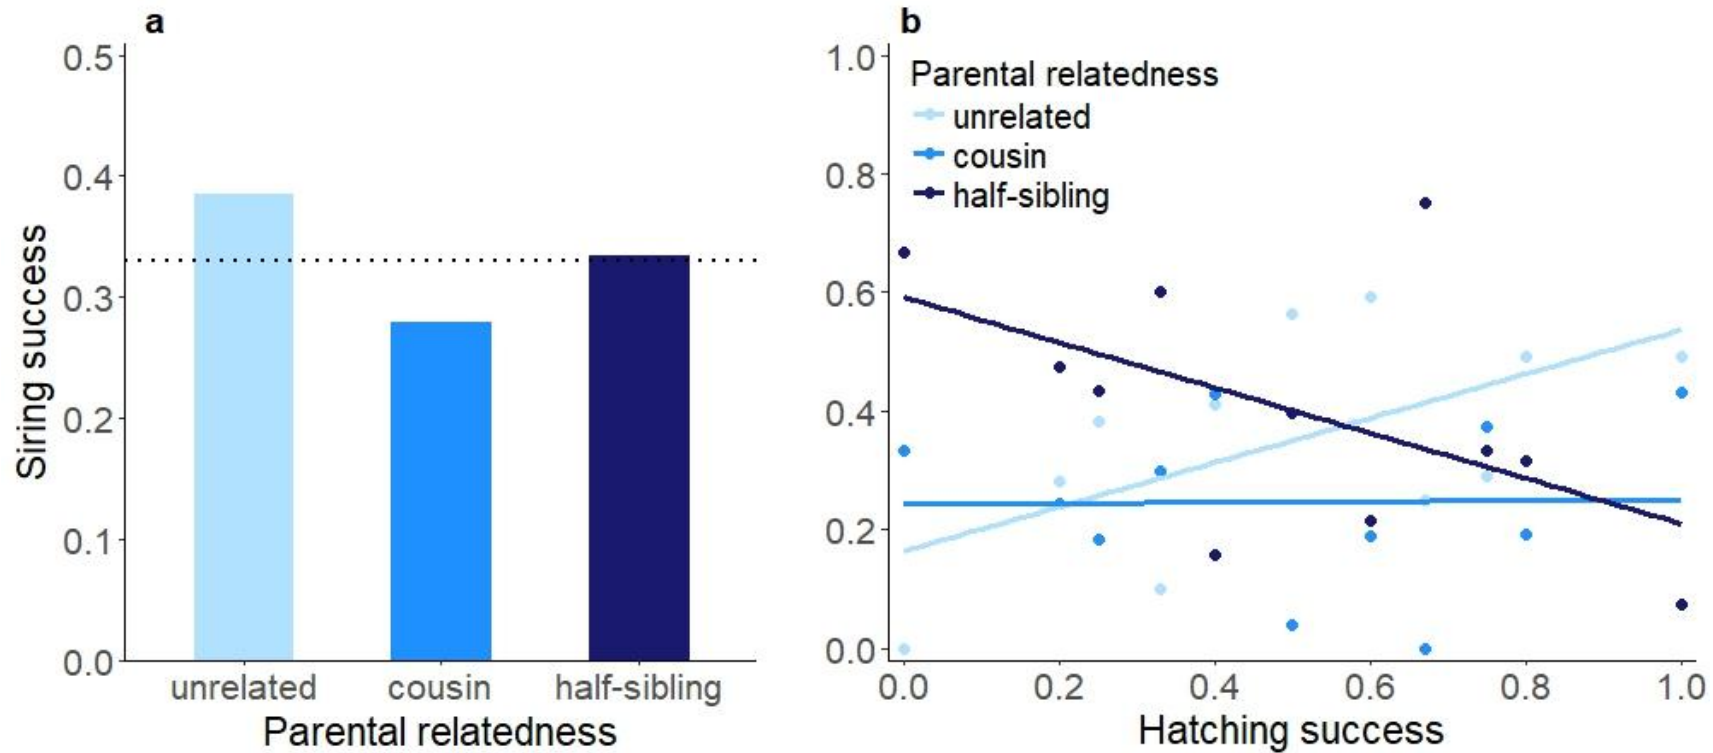 a
0.5
0.4
0.3
0.2
0.1
0.0
Siring success
unrelated cousin half-sibling
Parental relatedness
b
1.0
0.8
0.6
0.4
0.2
0.0
Parental relatedness
unrelated
cousin
half-sibling
0.0 0.2 0.4 0.6 0.8 1.0
Hatching success